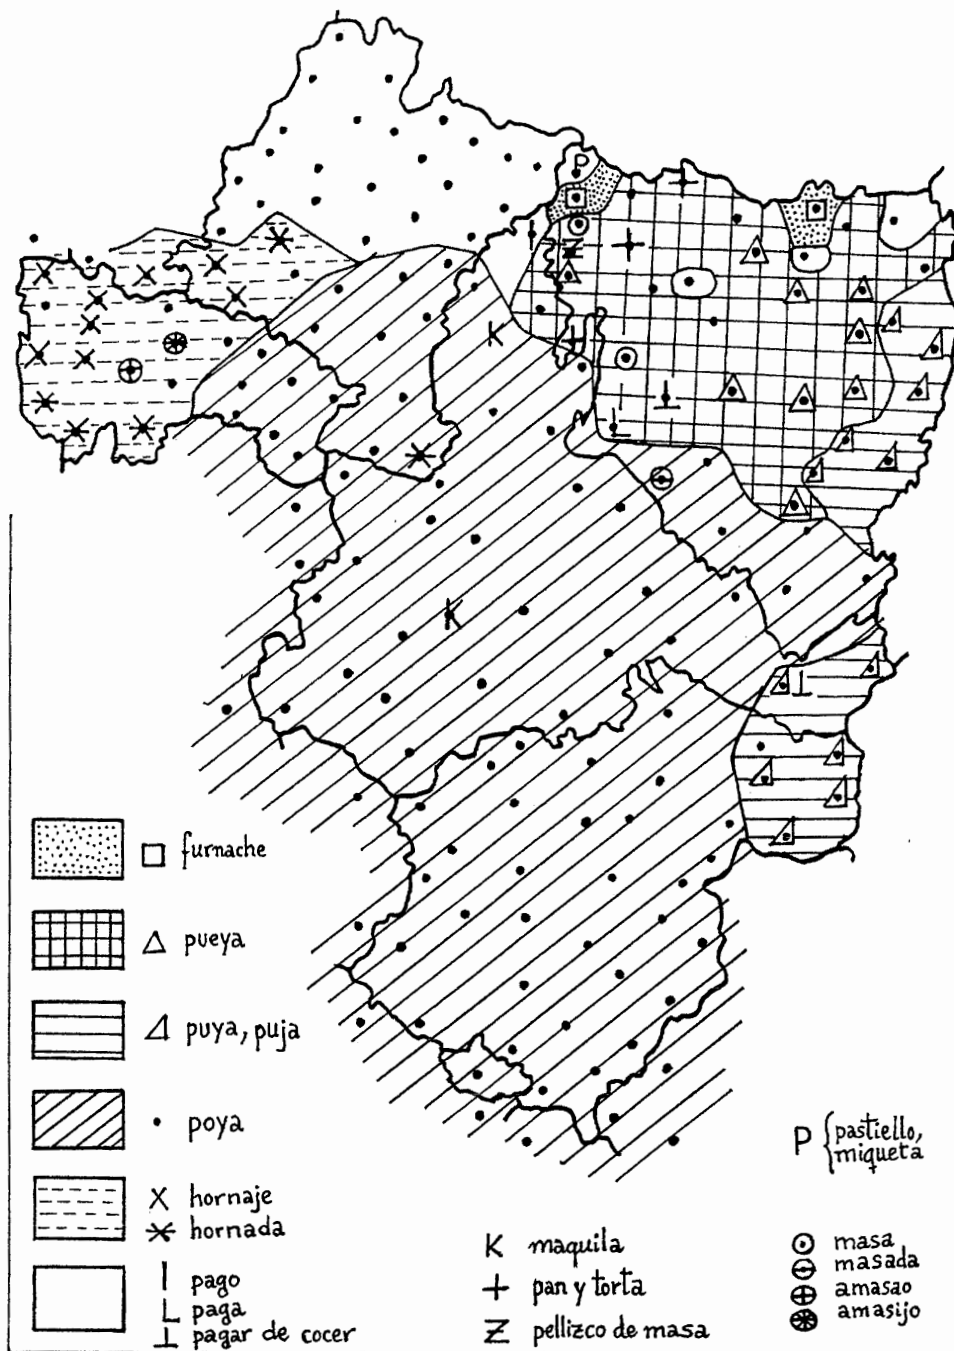 P
K
K
furnache
pueya
puya, puja
poya
hornaje
hornada
pago
paga
pagar de cocer
K maquila
pan y torta
pellizco de masa
P { pastiello,
miqueta
masa
masada
amasao
amasijo